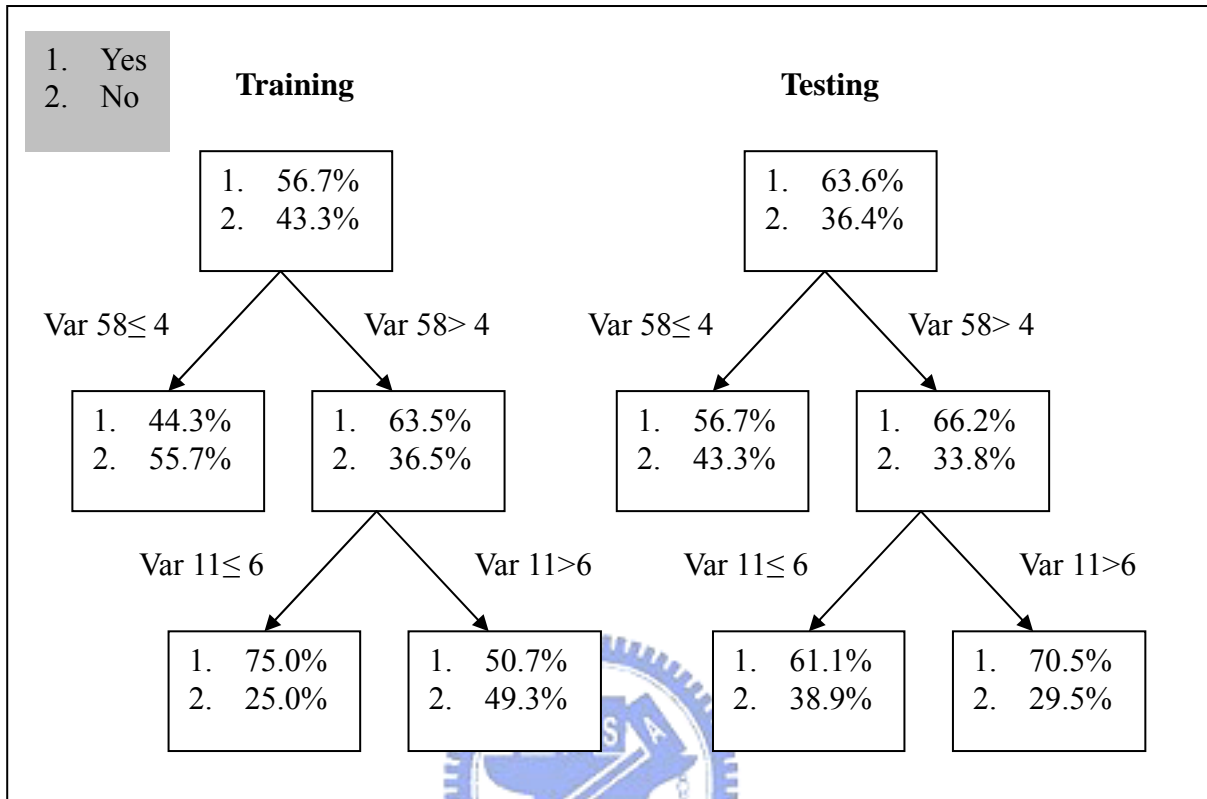 1. Yes
2. No
Training
Testing
1. 56.7%
2. 43.3%
1. 63.6%
2. 36.4%
Var 58≤ 4
Var 58> 4
Var 58≤ 4
Var 58> 4
1. 44.3%
2. 55.7%
1. 63.5%
2. 36.5%
1. 56.7%
2. 43.3%
1. 66.2%
2. 33.8%
Var 11≤ 6
Var 11>6
Var 11≤ 6
Var 11>6
1. 75.0%
2. 25.0%
1. 50.7%
2. 49.3%
1. 61.1%
2. 38.9%
1. 70.5%
2. 29.5%